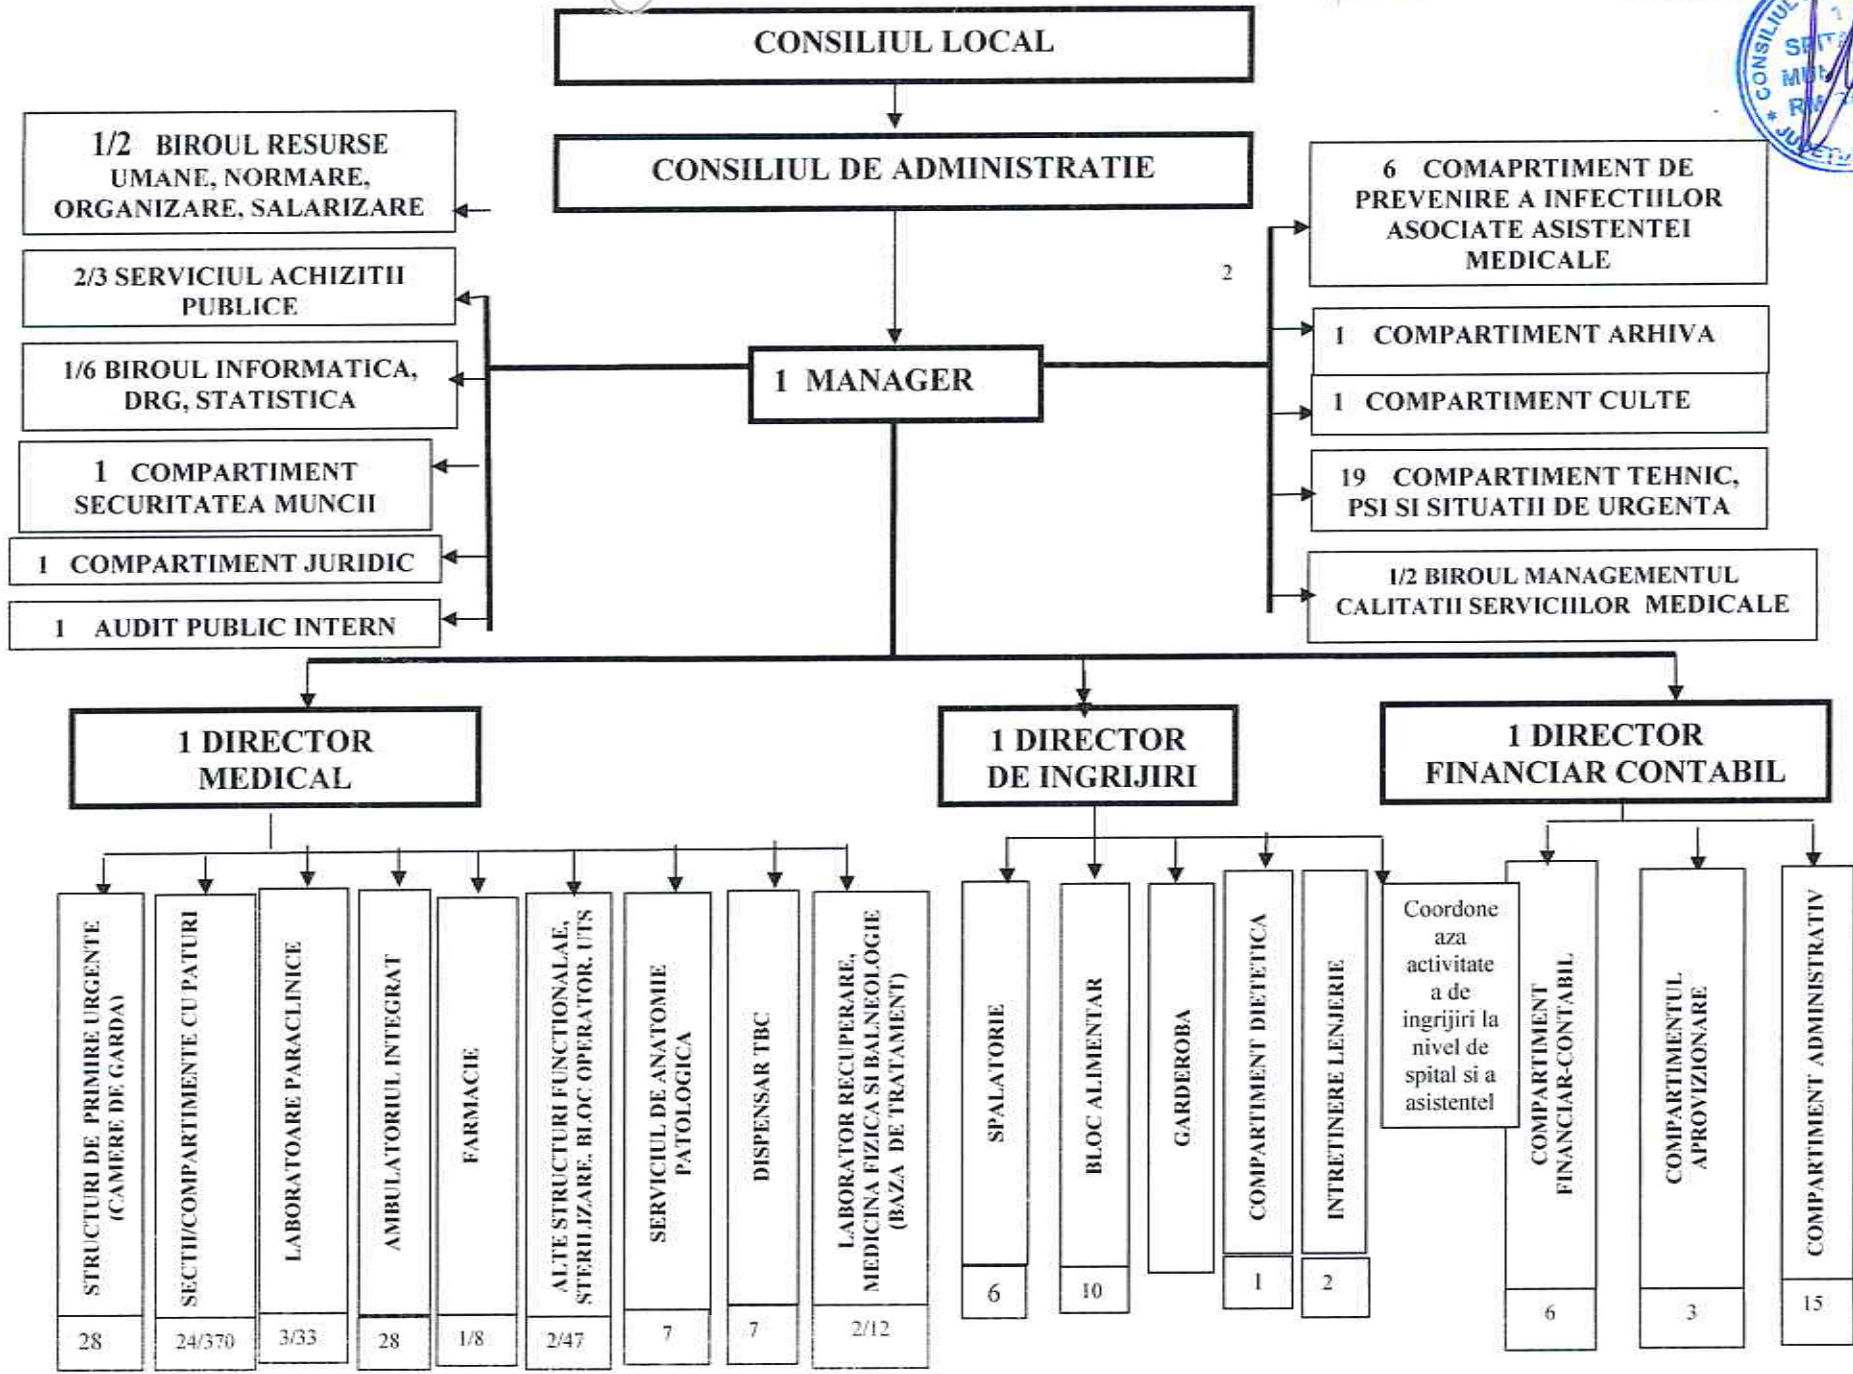 CONSILIUL LOCAL
CONSILIUL DE ADMINISTRATIE
1/2 BIROUL RESURSE
UMANE, NORMARE,
ORGANIZARE, SALARIZARE
2/3 SERVICIUL ACHIZITII
PUBLICE
1/6 BIROUL INFORMATICA,
DRG, STATISTICA
1 COMPARTIMENT
SECURITATEA MUNCII
1 COMPARTIMENT JURIDIC
1 AUDIT PUBLIC INTERN
1 MANAGER
2
6 COMAPRTIMENT DE
PREVENIRE A INFECTIILOR
ASOCIATE ASISTENTEI
MEDICALE
1 COMPARTIMENT ARHIVA
1 COMPARTIMENT CULTE
19 COMPARTIMENT TEHNIC,
PSI SI SITUATII DE URGENTA
1/2 BIROUL MANAGEMENTUL
CALITATII SERVICIILOR MEDICALE
CONSILIUL
JUDETUL
1 DIRECTOR
MEDICAL
1 DIRECTOR
DE INGRIJIRI
1 DIRECTOR
FINANCIAR CONTABIL
STRUCTURI DE PRIMIRE URGENTE
(CAMERE DE GARDA)
28
SECTII/COMPARTIMENTE CU PATURI
24/370
LABORATOARE PARACLINICE
3/33
AMBULATORIUL INTEGRAT
28
FARMACIE
1/8
ALTE STRUCTURI FUNCTIONALAE,
STERILIZARE, BLOC OPERATOR, UTS
2/47
SERVICIUL DE ANATOMIE
PATOLOGICA
7
DISPENSAR TBC
7
LABORATOR RECUPERARE,
MEDICINA FIZICA SI BALNEOLOGIE
(BAZA DE TRATAMENT)
2/12
SPALATORIE
6
BLOC ALIMENTAR
10
GARDEROBA
COMPARTIMENT DETETICA
1
INTRETINERE LENJERIE
2
Coordone
aza
activitate
a de
ingrijiri la
nivel de
spital si a
asistentel
COMPARTIMENT
FINANCIAR-CONTABIL
6
COMPARTIMENTUL
APROVIZIONARE
3
COMPARTIMENT ADMINISTRATIV
15